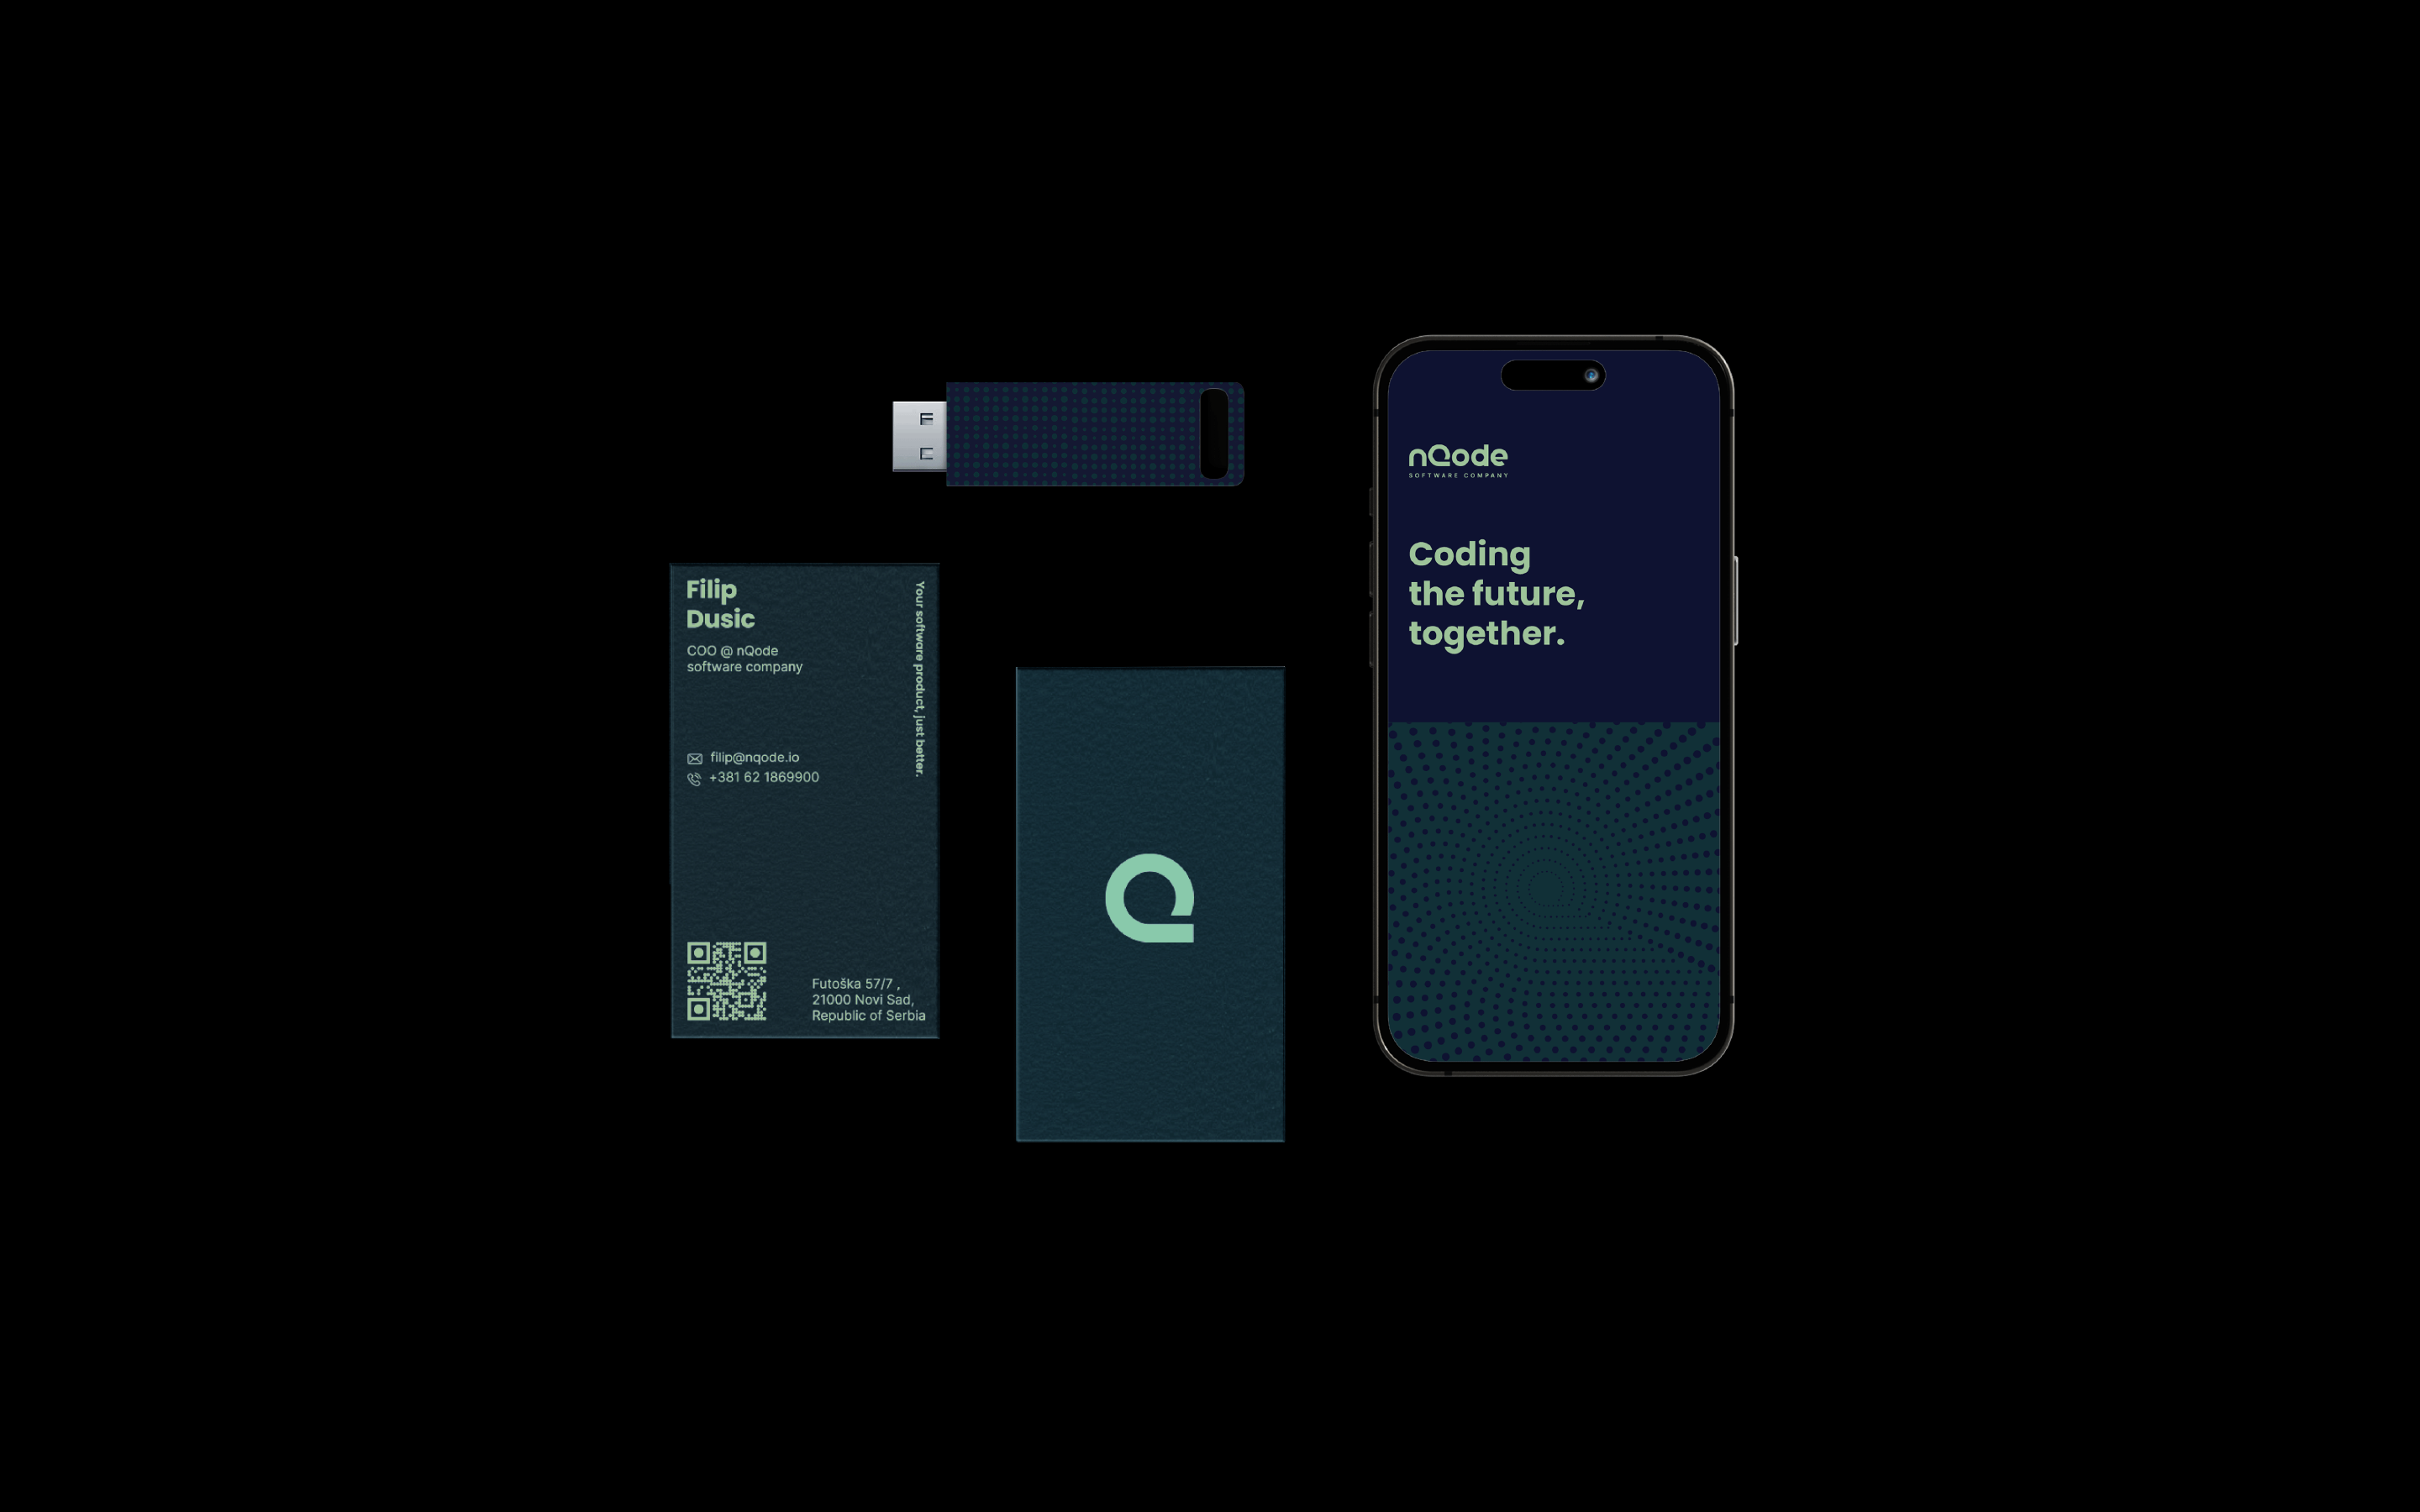 Filip
Dusic
COO @ nQode
software company
Your software product, just better.
filip@nqode.io
+381 62 1869900
Futoška 57/7 ,
21000 Novi Sad,
Republic of Serbia
nQode
SOFTWARE COMPANY
Coding
the future,
together.